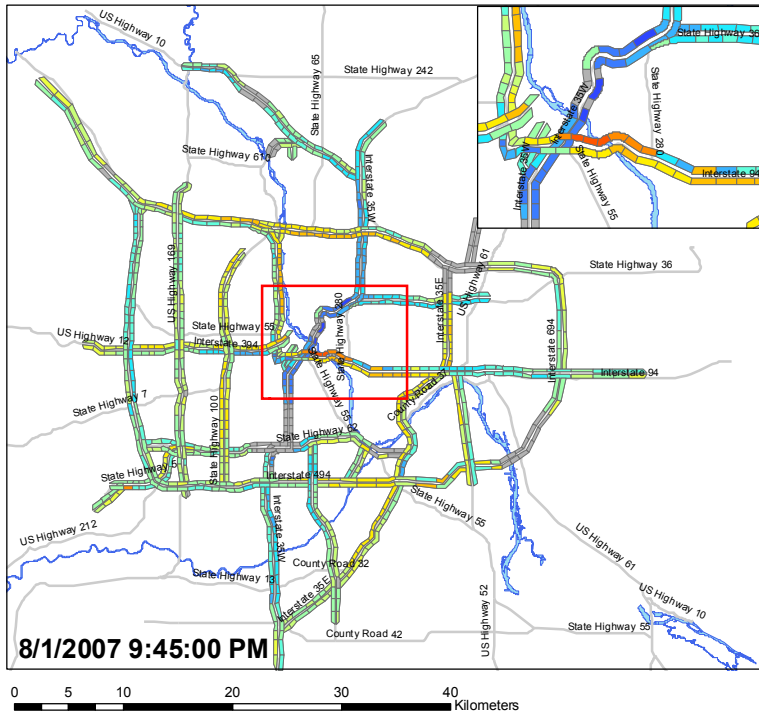 US Highway 10
State Highway 65
State Highway 242
State Highway 36
State Highway 280
Interstate 35W
Interstate 35W
Interstate 94
State Highway 55
State Highway 610
Interstate 35W
US Highway 169
State Highway 61
State Highway 36
Interstate 35E
US Highway 61
State Highway 280
State Highway 55
US Highway 12
Interstate 394
Interstate 694
State Highway 55
Interstate 94
State Highway 7
State Highway 100
County Road 37
State Highway 62
State Highway 5
Interstate 494
State Highway 55
US Highway 212
Interstate 35W
County Road 32
State Highway 13
Interstate 35E
US Highway 61
US Highway 52
US Highway 10
State Highway 55
County Road 42
8/1/2007 9:45:00 PM
0 5 10 20 30 40
Kilometers